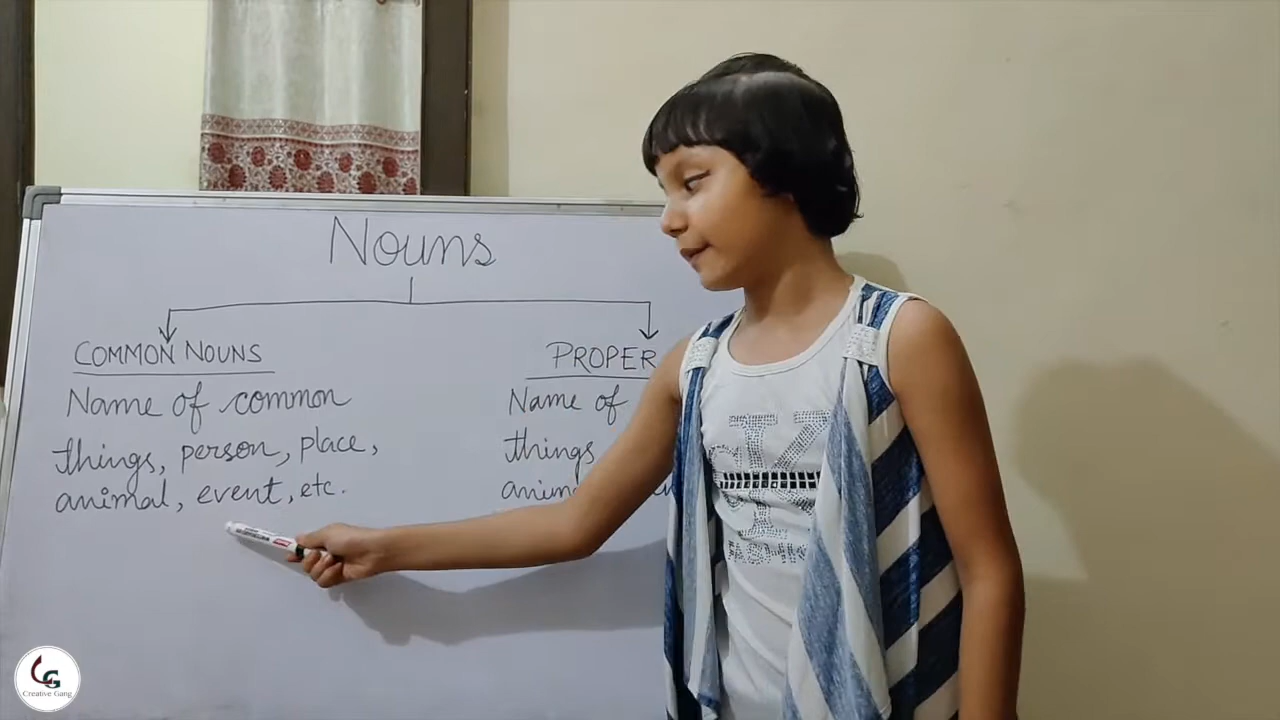 Nouns
COMMON NOUNS
Name of common
things, person, place,
animal, event, etc.
PROPER
Name of
things
Creative Gang